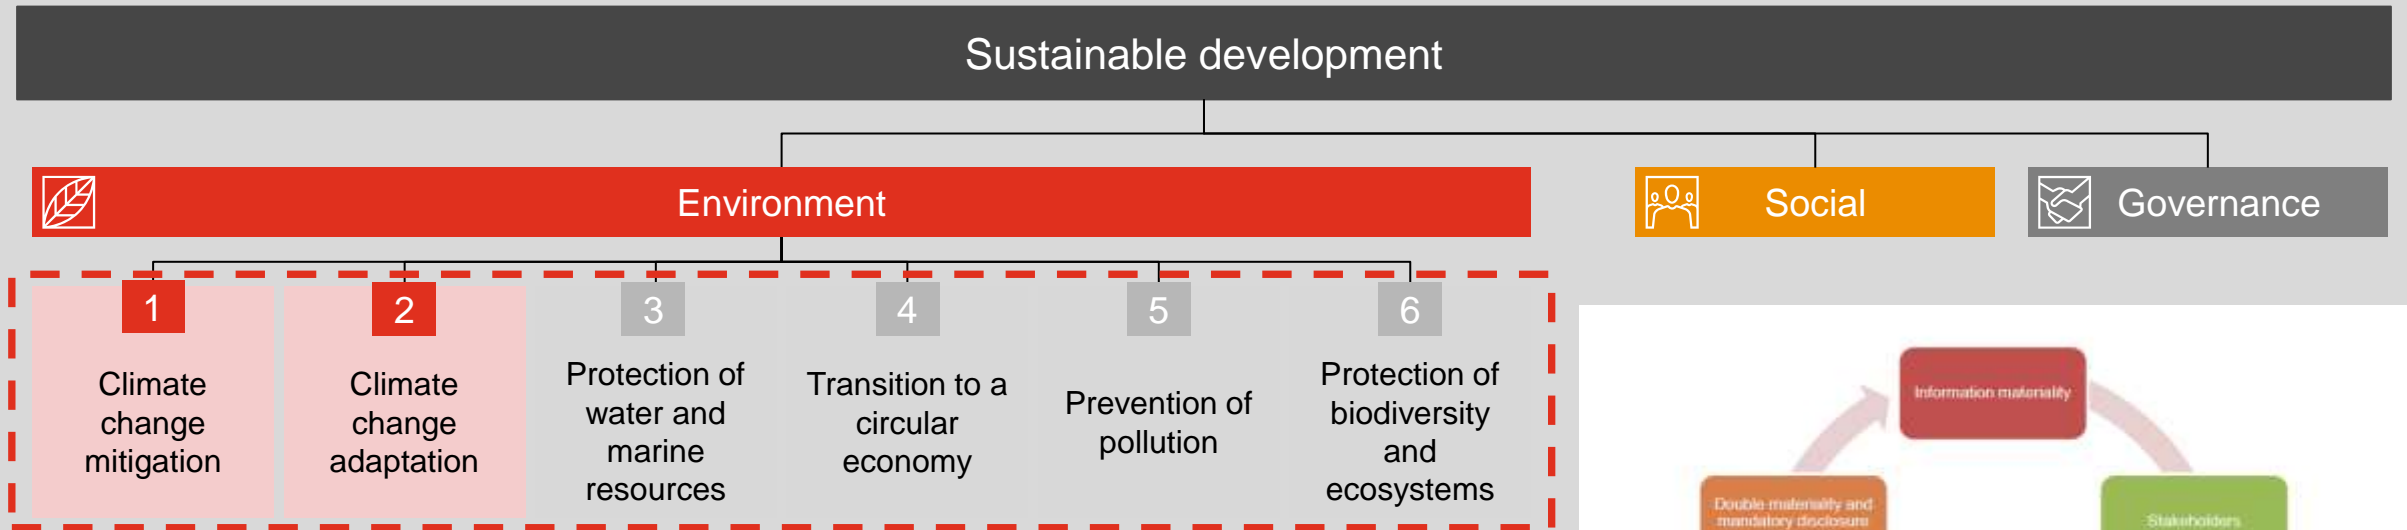 Sustainable development
Environment
Social
Governance
1
2
3
4
5
6
Climate
change
mitigation
Climate
change
adaptation
Protection of
water and
marine
resources
Transition to a
circular
economy
Prevention of
pollution
Protection of
biodiversity
and
ecosystems
Information materiality
Double materiality and
mandatory disclosure
Stakeholders